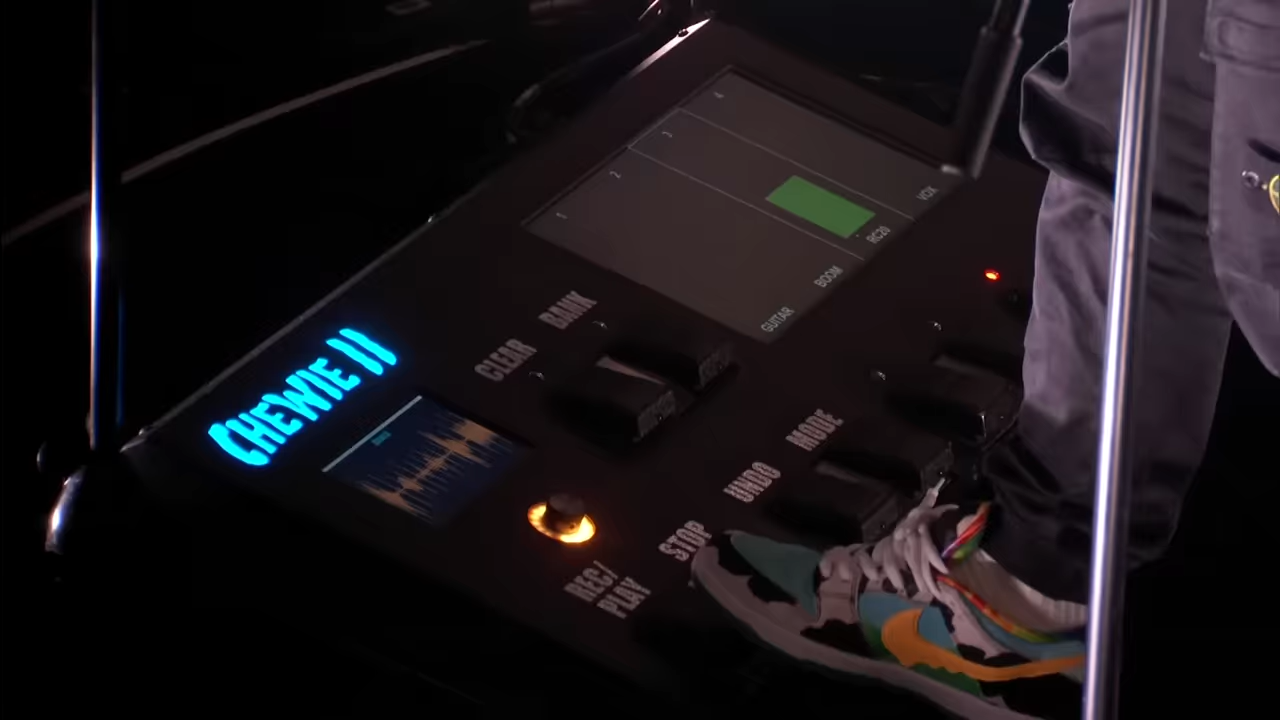 CHEWIE II
4
3
2
1
VOX
RC20
BOOM
GUITAR
BANK
CLEAR
MODE
UNDO
STOP
REC/
PLAY